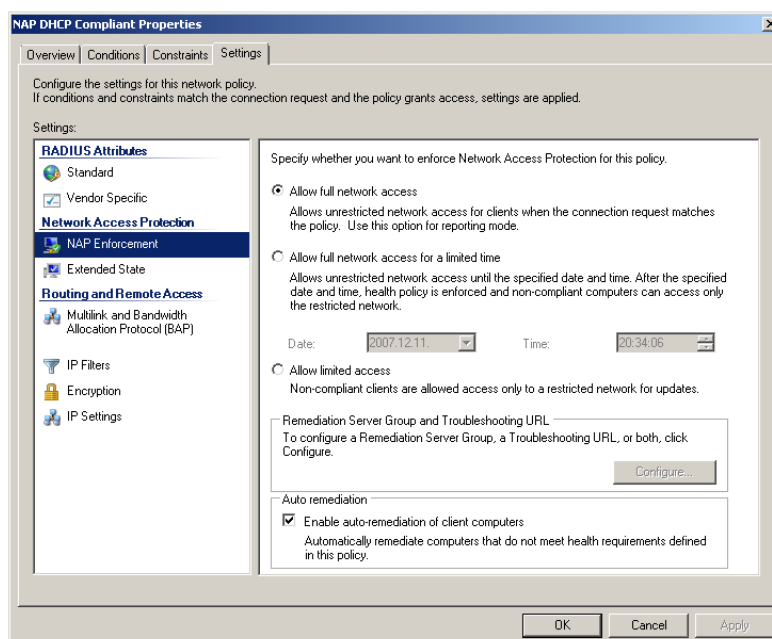 NAP DHCP Compliant Properties
Overview Conditions Constraints Settings
Configure the settings for this network policy.
If conditions and constraints match the connection request and the policy grants access, settings are applied.
Settings:
RADIUS Attributes
Standard
Vendor Specific
Network Access Protection
NAP Enforcement
Extended State
Routing and Remote Access
Multilink and Bandwidth
Allocation Protocol (BAP)
IP Filters
Encryption
IP Settings
Specify whether you want to enforce Network Access Protection for this policy.
Allow full network access
Allows unrestricted network access for clients when the connection request matches
the policy. Use this option for reporting mode.
Allow full network access for a limited time
Allows unrestricted network access until the specified date and time. After the specified
date and time, health policy is enforced and non-compliant computers can access only
the restricted network.
Date: 2007.12.11. Time: 20:34:06
Allow limited access
Non-compliant clients are allowed access only to a restricted network for updates.
Remediation Server Group and Troubleshooting URL
To configure a Remediation Server Group, a Troubleshooting URL, or both, click
Configure.
Configure...
Auto remediation
Enable auto-remediation of client computers
Automatically remediate computers that do not meet health requirements defined
in this policy.
OK Cancel Apply